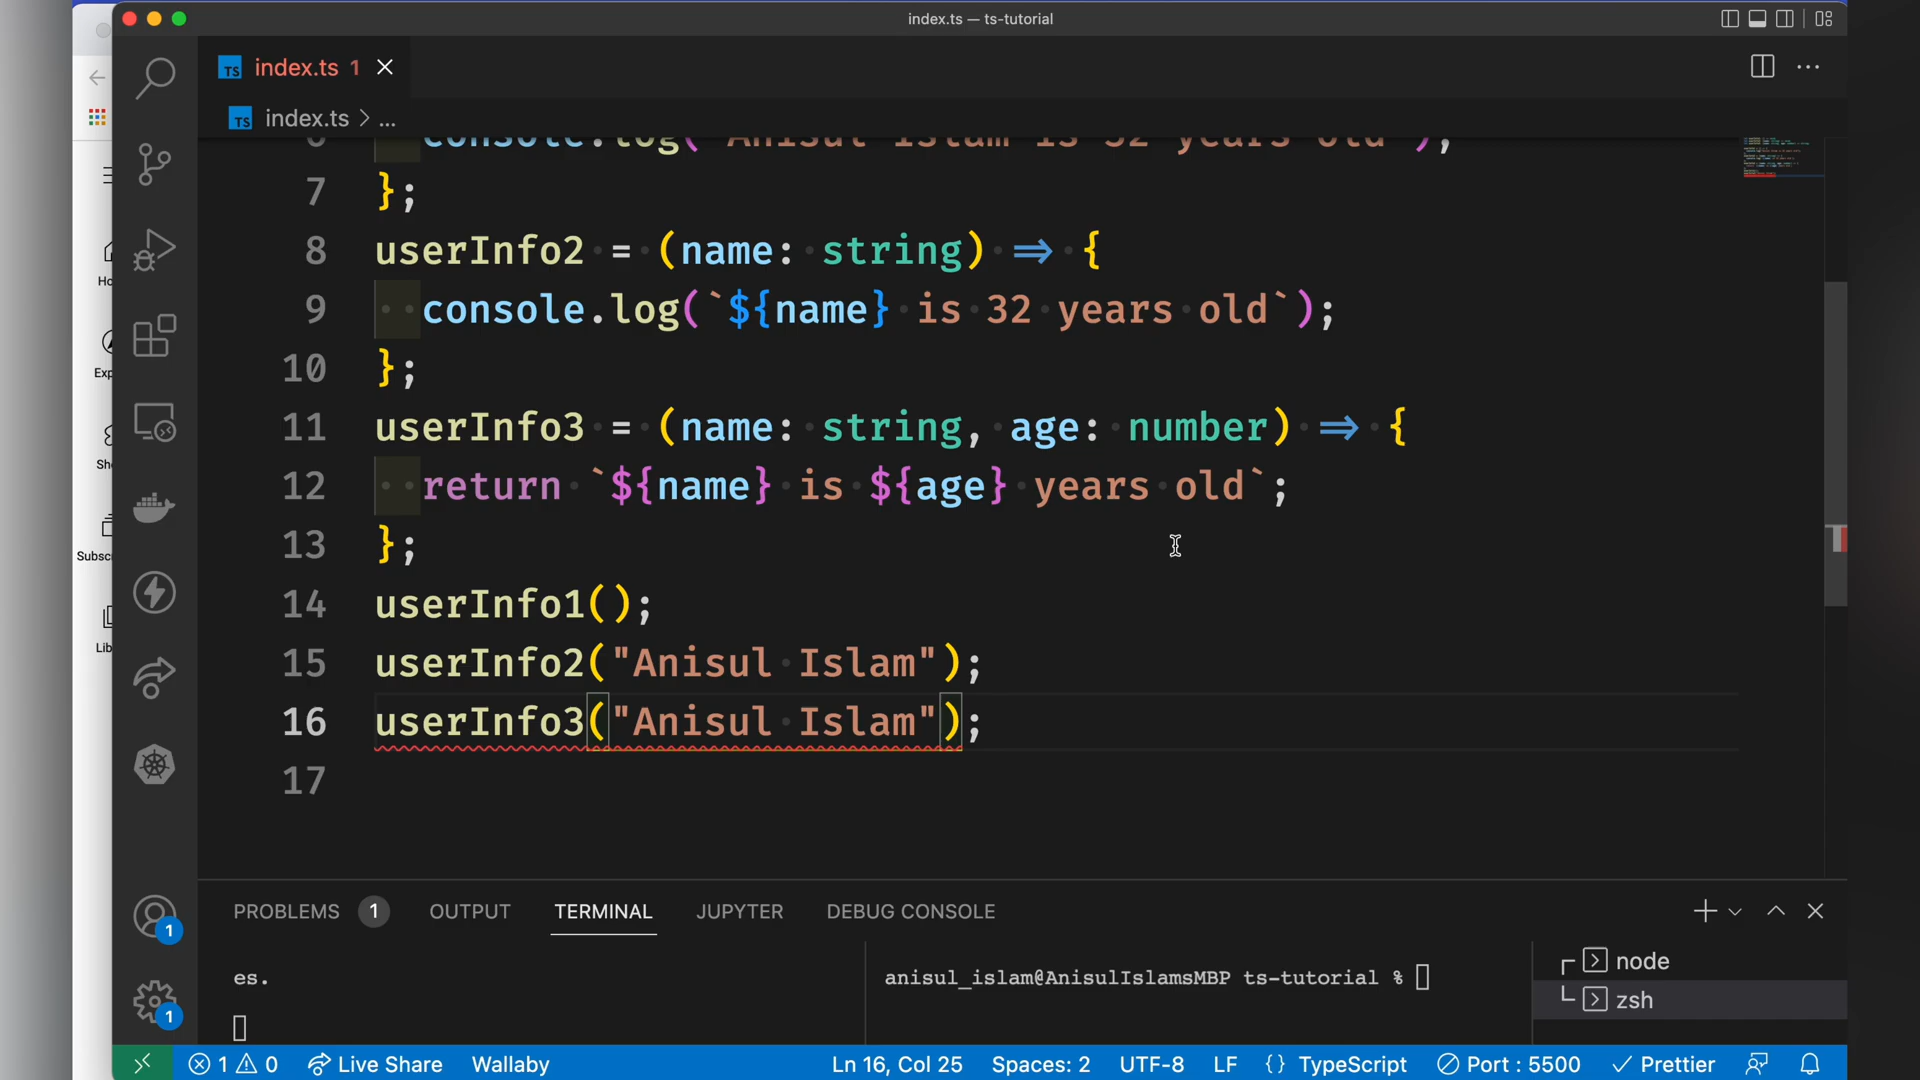 index.ts — ts-tutorial
TS index.ts 1
TS index.ts > ...
6 console.log("Anisul Islam is 32 years old");
7 };
8 userInfo2 = (name: string) => {
9 console.log(`${name} is 32 years old`);
10 };
11 userInfo3 = (name: string, age: number) => {
12 return `${name} is ${age} years old`;
13 };
14 userInfo1();
15 userInfo2("Anisul Islam");
16 userInfo3("Anisul Islam");
17
Ho
Exp
Sh
Subsc
Lib
PROBLEMS 1 OUTPUT TERMINAL JUPYTER DEBUG CONSOLE
es.
anisul_islam@AnisulIslamsMBP ts-tutorial %
node
zsh
1
1
1 0 Live Share Wallaby Ln 16, Col 25 Spaces: 2 UTF-8 LF {} TypeScript Port : 5500 Prettier